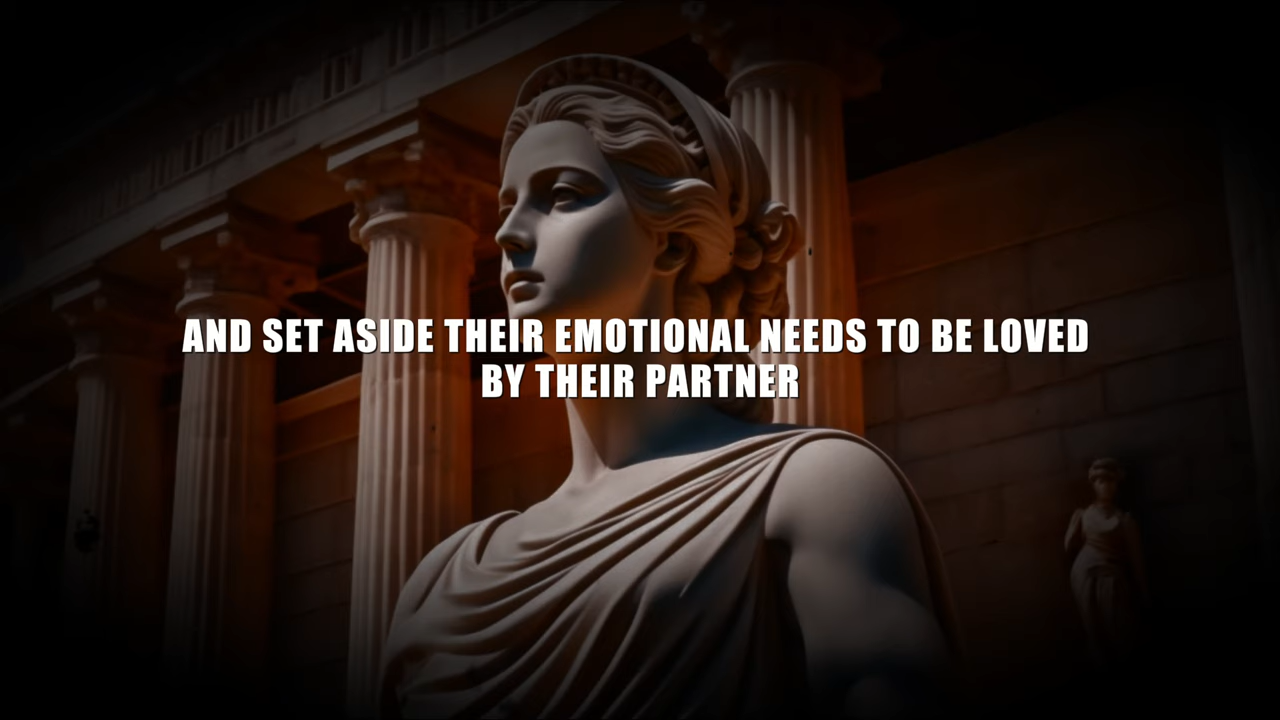 AND SET ASIDE THEIR EMOTIONAL NEEDS TO BE LOVED
BY THEIR PARTNER